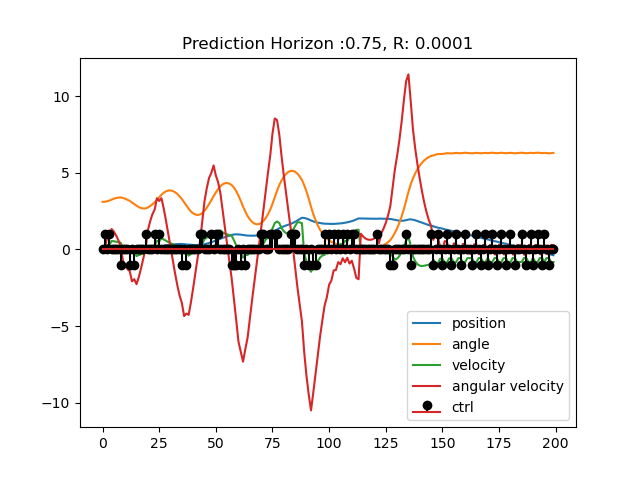 Prediction Horizon :0.75, R: 0.0001
10
5
0
−5
−10
position
angle
velocity
angular velocity
ctrl
0 25 50 75 100 125 150 175 200